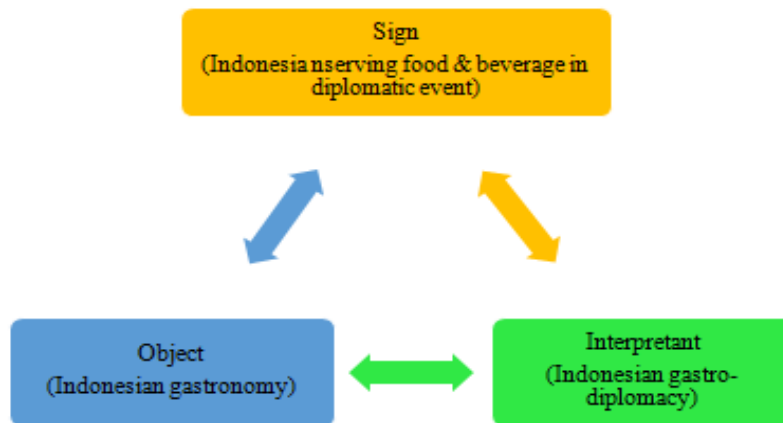 Sign
(Indonesia nserving food & beverage in
diplomatic event)
Object
(Indonesian gastronomy)
Interpretant
(Indonesian gastro-
diplomacy)